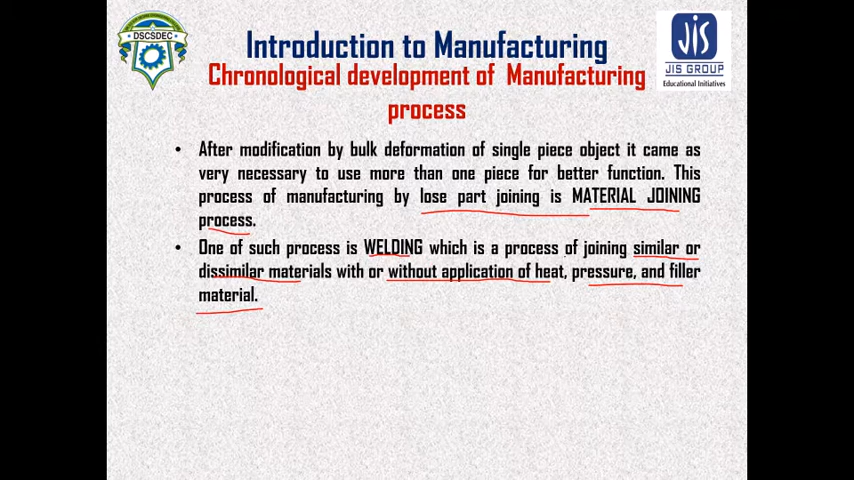 DSCSDEC
Introduction to Manufacturing
Chronological development of Manufacturing
process
JIS
JIS GROUP
Educational Initiatives
• After modification by bulk deformation of single piece object it came as
very necessary to use more than one piece for better function. This
process of manufacturing by lose part joining is MATERIAL JOINING
process.
• One of such process is WELDING which is a process of joining similar or
dissimilar materials with or without application of heat, pressure, and filler
material.